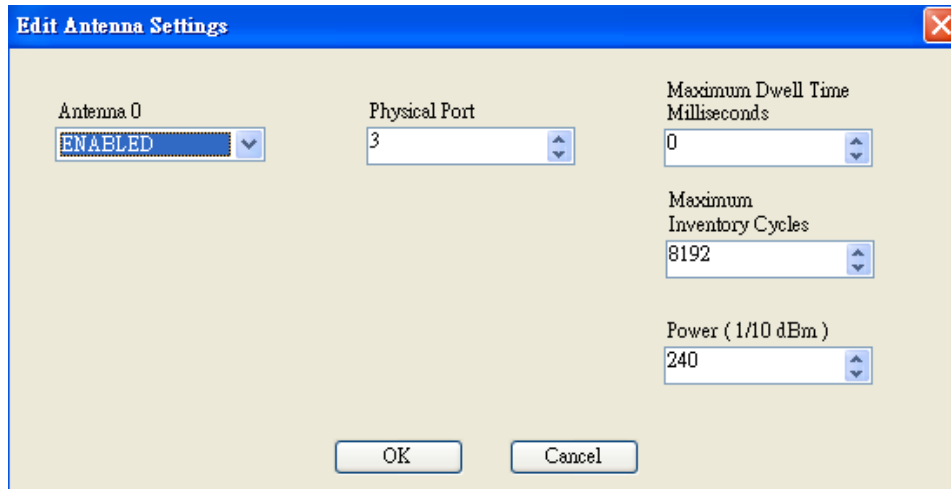 Edit Antenna Settings
Antenna 0
ENABLED
Physical Port
3
Maximum Dwell Time
Milliseconds
0
Maximum
Inventory Cycles
8192
Power ( 1/10 dBm )
240
OK
Cancel